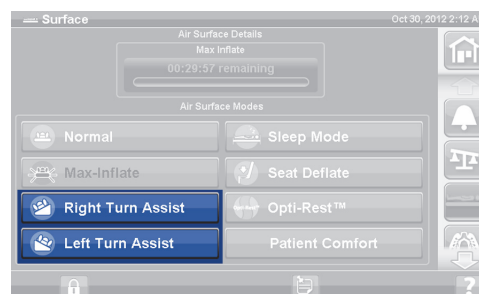 Surface
Oct 30, 2012 2:12 A
Air Surface Details
Max Inflate
00:29:57 remaining
Air Surface Modes
Normal
Sleep Mode
Max-Inflate
Seat Deflate
Right Turn Assist
Opti-Rest™
Left Turn Assist
Patient Comfort
?